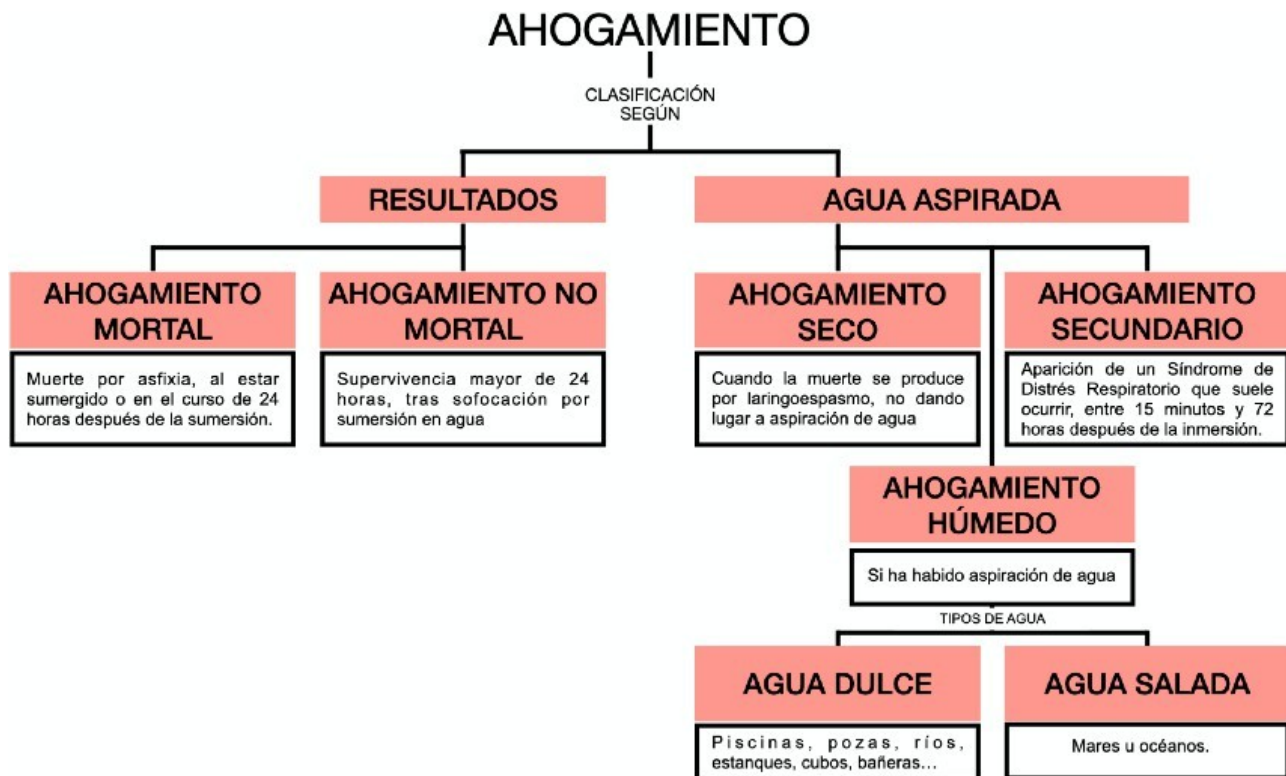 AHOGAMIENTO
CLASIFICACIÓN
SEGÚN
RESULTADOS
AGUA ASPIRADA
AHOGAMIENTO
MORTAL
Muerte por asfixia, al estar
sumergido o en el curso de 24
horas después de la sumersión.
AHOGAMIENTO NO
MORTAL
Supervivencia mayor de 24
horas, tras sofocación por
sumersión en agua
AHOGAMIENTO
SECO
Cuando la muerte se produce
por laringoespasmo, no dando
lugar a aspiración de agua
AHOGAMIENTO
SECUNDARIO
Aparición de un Síndrome de
Distrés Respiratorio que suele
ocurrir, entre 15 minutos y 72
horas después de la inmersión.
AHOGAMIENTO
HÚMEDO
Si ha habido aspiración de agua
TIPOS DE AGUA
AGUA DULCE
Piscinas, pozas, ríos,
estanques, cubos, bañeras...
AGUA SALADA
Mares u océanos.